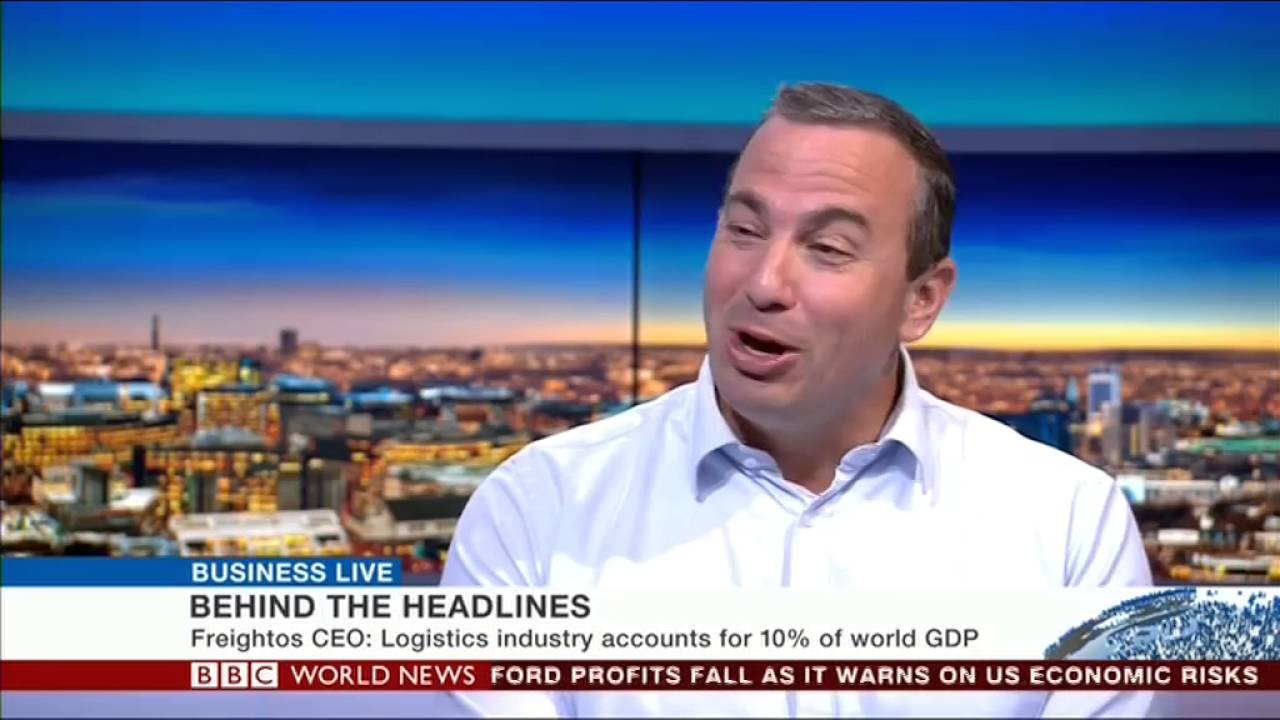 BUSINESS LIVE
BEHIND THE HEADLINES
Freightos CEO: Logistics industry accounts for 10% of world GDP
BBC WORLD NEWS FORD PROFITS FALL AS IT WARNS ON US ECONOMIC RISKS